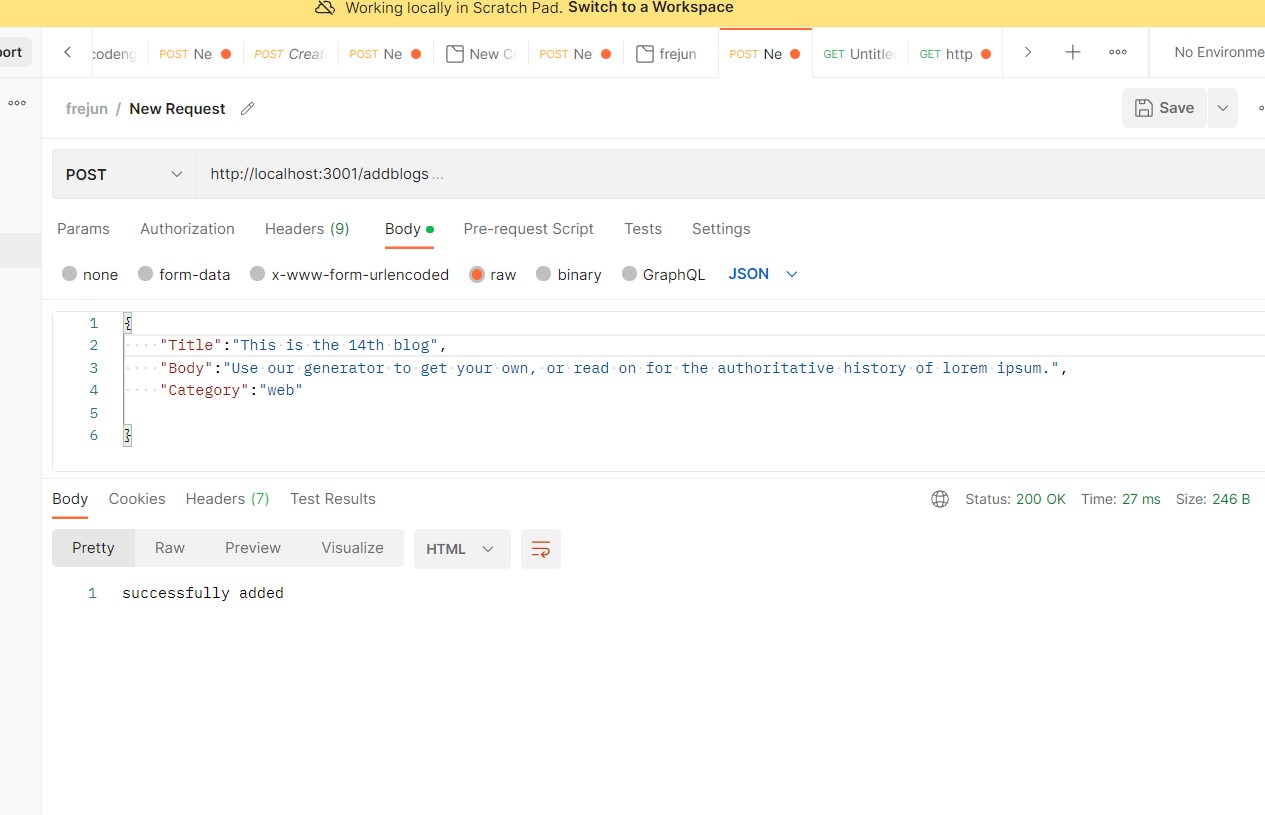 Working locally in Scratch Pad. Switch to a Workspace
port
codeng
POST Ne
POST Creat
POST Ne
New C
POST Ne
frejun
POST Ne
GET Untitle
GET http
No Environme
frejun / New Request
Save
POST
http://localhost:3001/addblogs ...
Params Authorization Headers (9) Body Pre-request Script Tests Settings
none form-data x-www-form-urlencoded raw binary GraphQL JSON
1 {
2 "Title":"This is the 14th blog",
3 "Body":"Use our generator to get your own, or read on for the authoritative history of lorem ipsum.",
4 "Category":"web"
5
6 }
Body Cookies Headers (7) Test Results Status: 200 OK Time: 27 ms Size: 246 B
Pretty Raw Preview Visualize HTML
1 successfully added